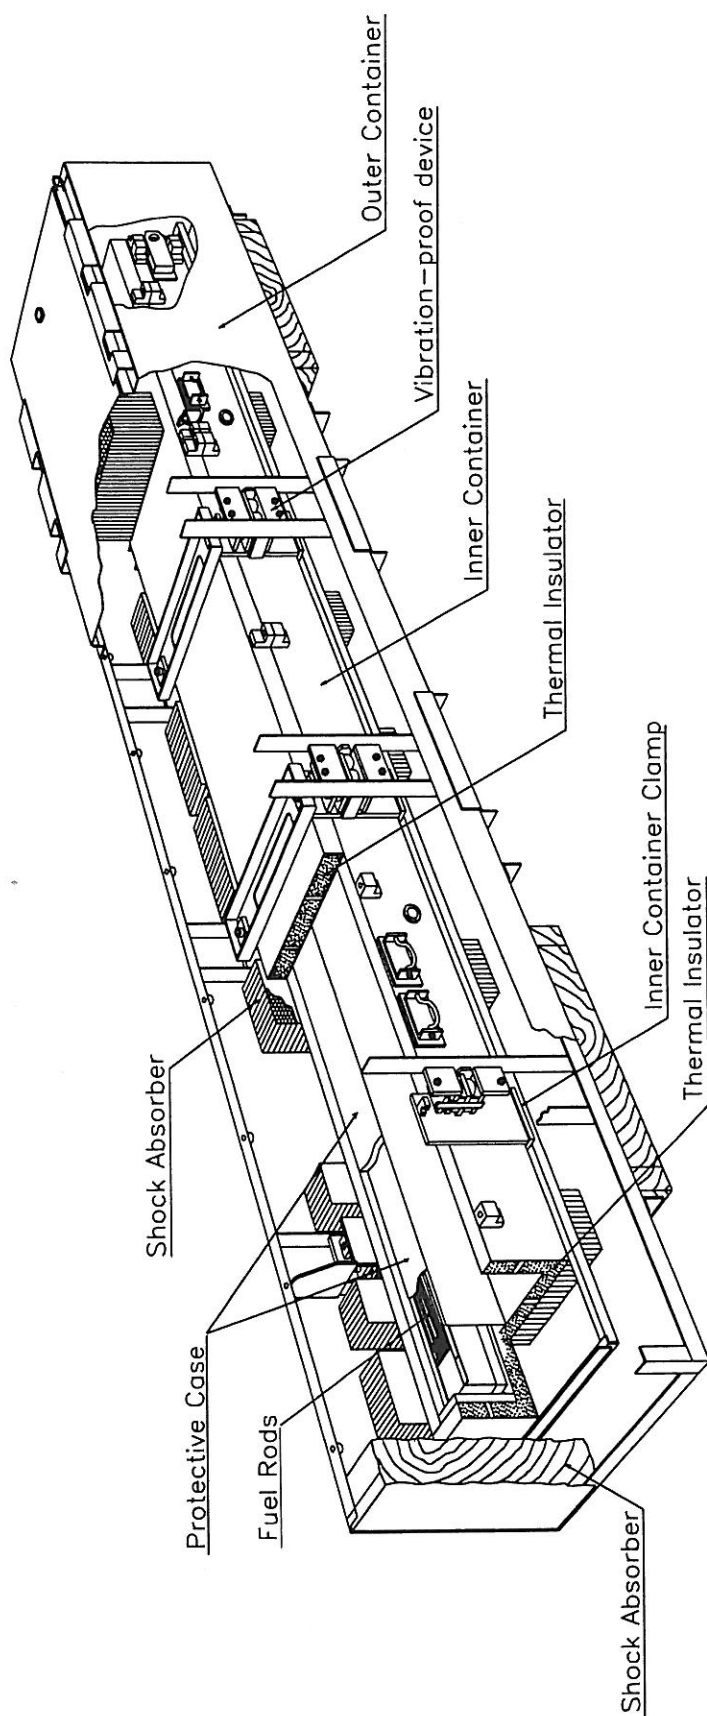 Outer Container
Vibration-proof device
Inner Container
Thermal Insulator
Inner Container Clamp
Thermal Insulator
Shock Absorber
Protective Case
Fuel Rods
Shock Absorber